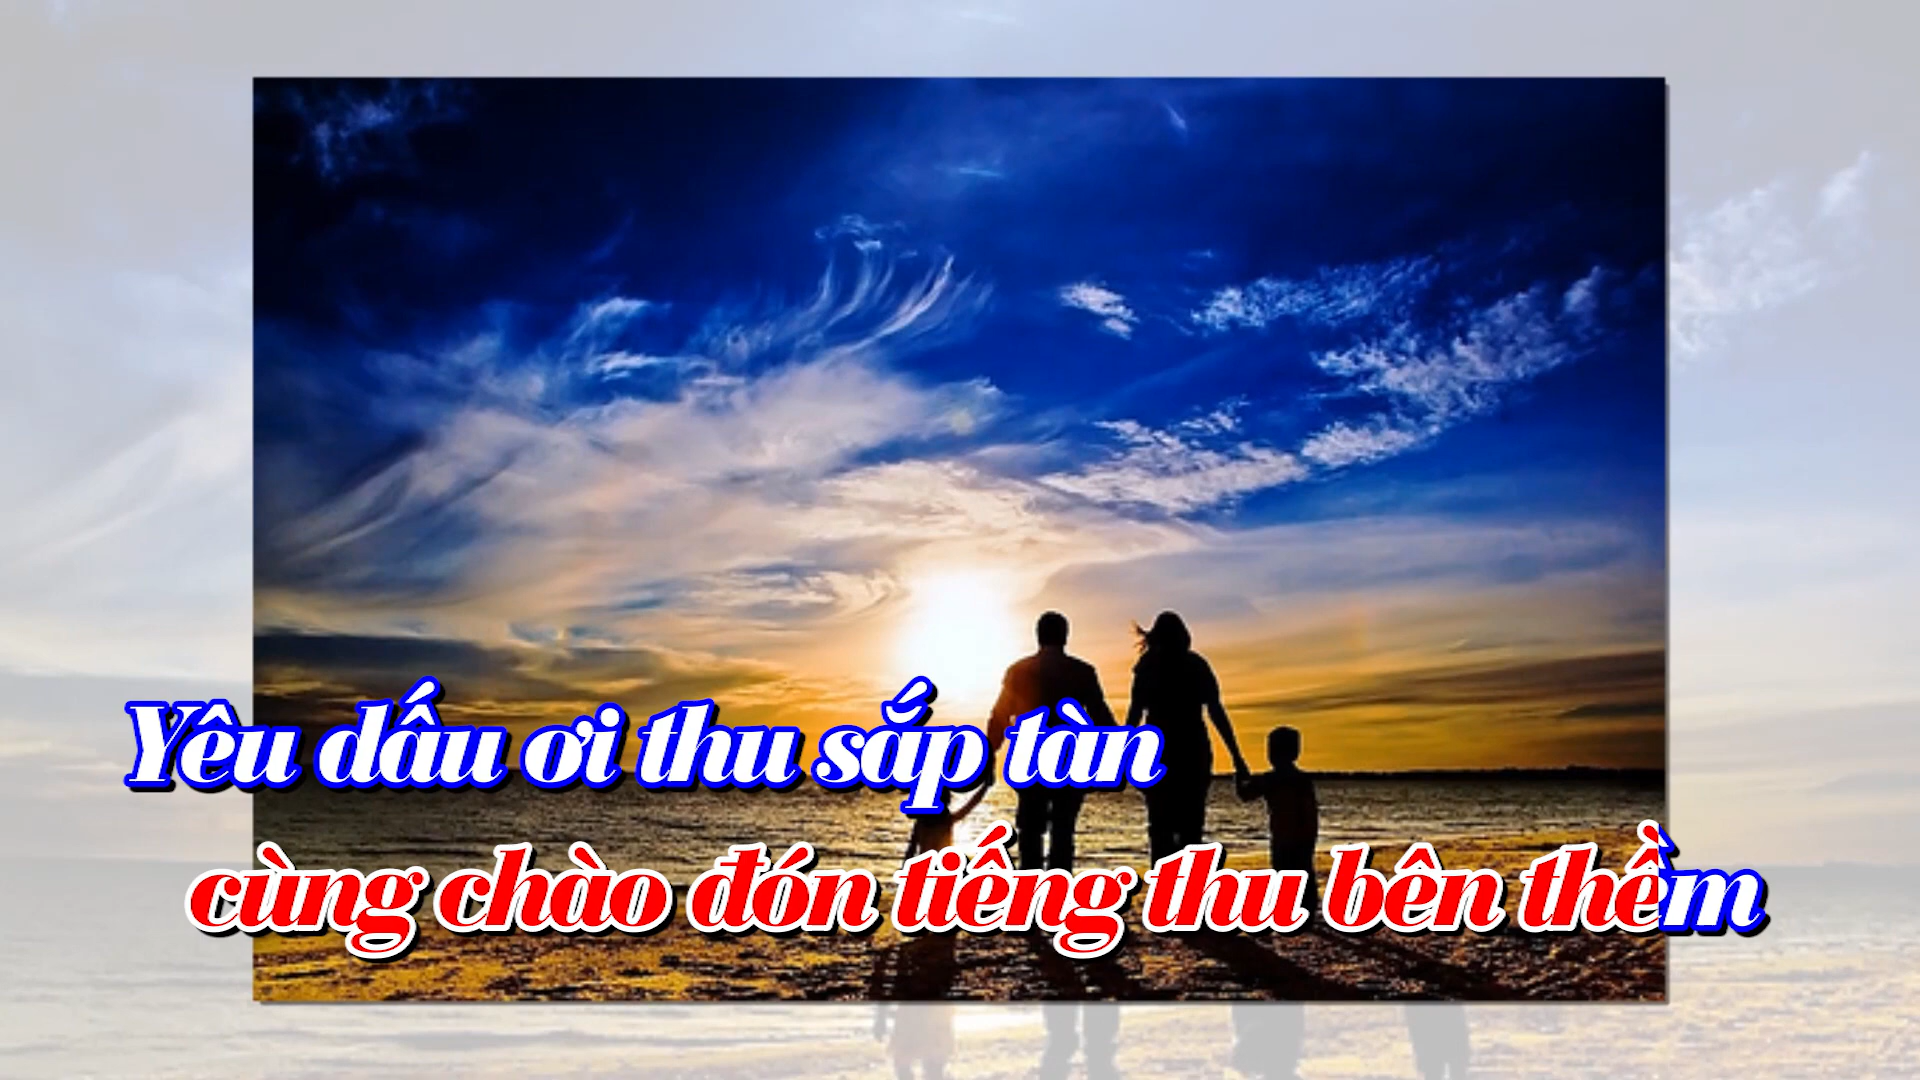 Yêu dấu ơi thu sắp tàn
cùng chào đón tiếng thu bên thềm